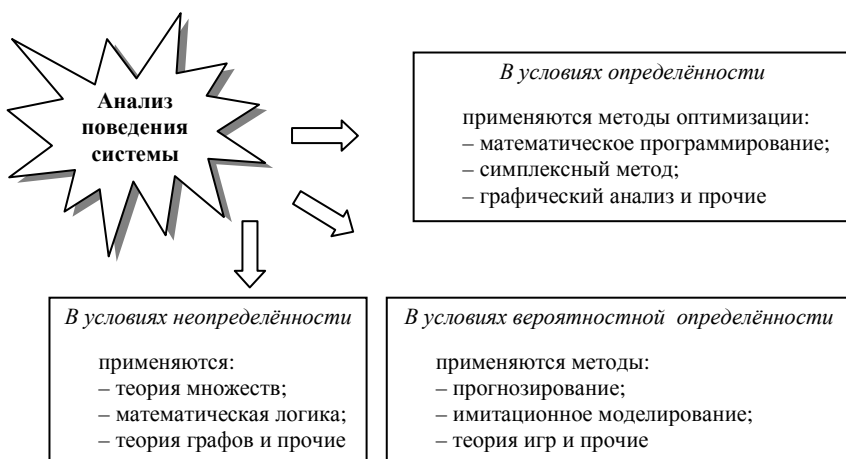 Анализ
поведения
системы
В условиях определённости
применяются методы оптимизации:
– математическое программирование;
– симплексный метод;
– графический анализ и прочие
В условиях неопределённости
применяются:
– теория множеств;
– математическая логика;
– теория графов и прочие
В условиях вероятностной определённости
применяются методы:
– прогнозирование;
– имитационное моделирование;
– теория игр и прочие